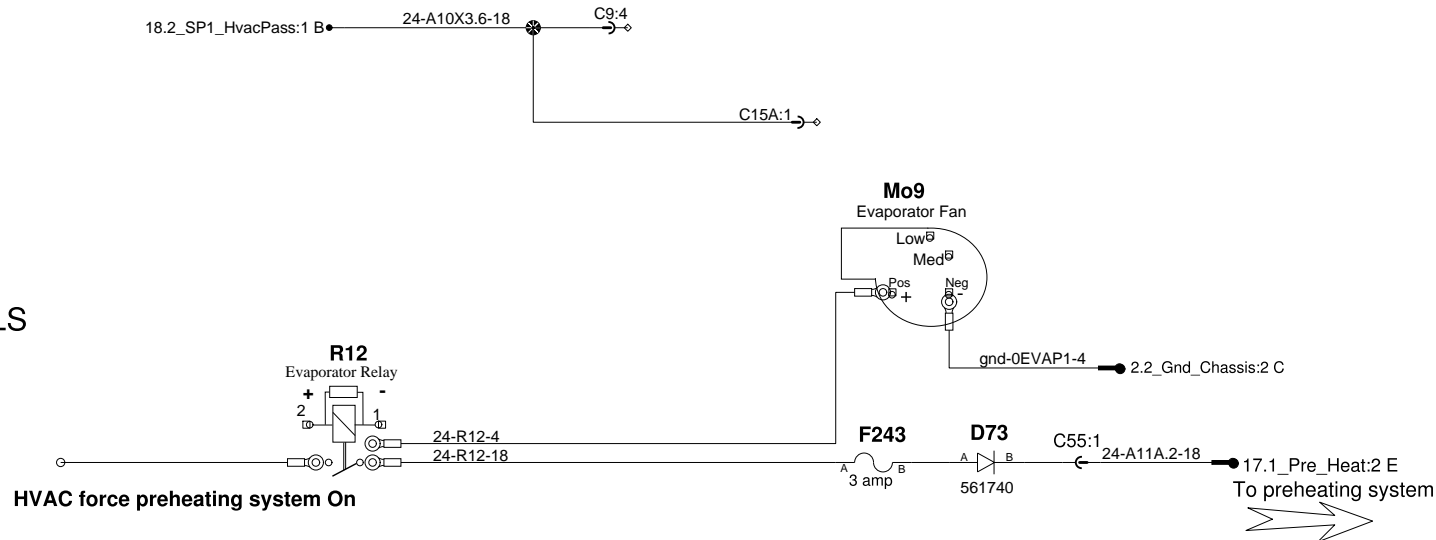 C9:4
24-A10X3.6-18
18.2_SP1_HvacPass:1 B
C15A:1
Mo9
Evaporator Fan
Low
Med
Pos
Neg
+
-
LS
R12
Evaporator Relay
+
-
2
1
gnd-0EVAP1-4
2.2_Gnd_Chassis:2 C
24-R12-4
24-R12-18
F243
A
B
3 amp
D73
A
B
561740
C55:1
24-A11A.2-18
17.1_Pre_Heat:2 E
To preheating system
HVAC force preheating system On